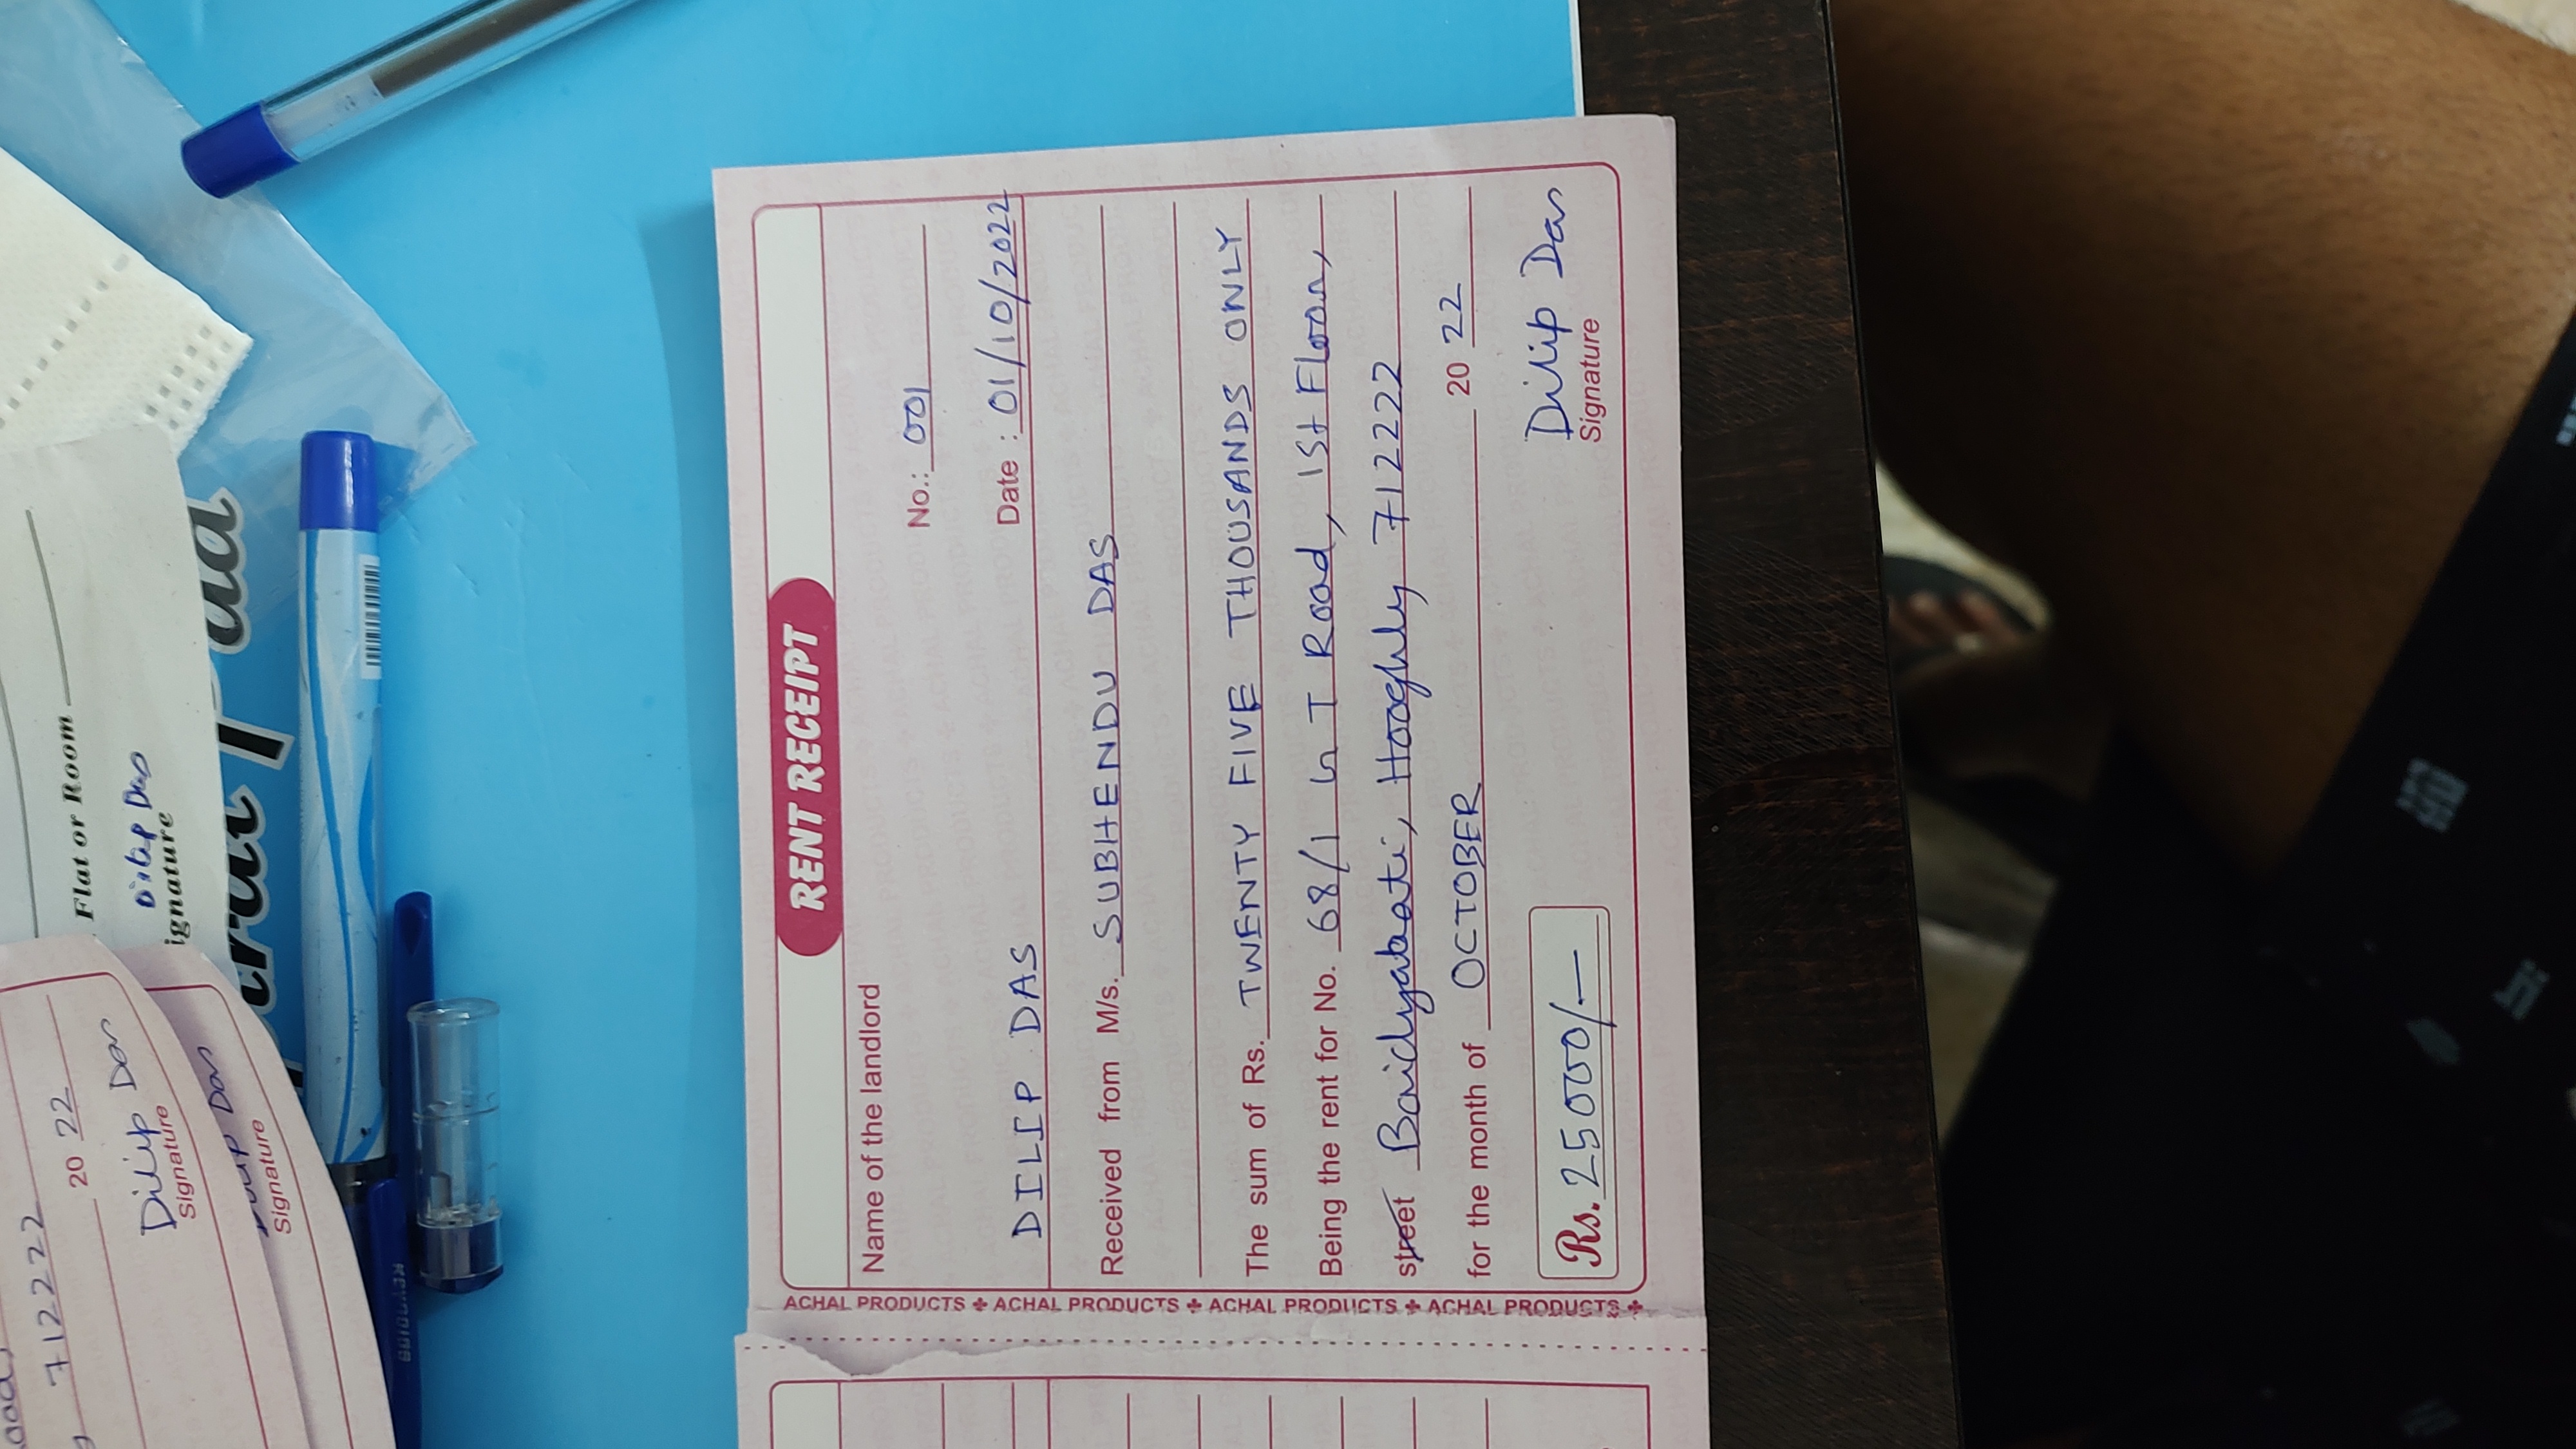 RENT RECEIPT
Name of the landlord
No.: 001
DILIP DAS
Date : 01/10/2022
Received from M/s. SUBHENDU DAS
The sum of Rs. TWENTY FIVE THOUSANDS ONLY
Being the rent for No. 68/1 G T Road, 1st Floor,
street Baidyabati, Hooghly 712222
for the month of OCTOBER 20 22
Rs. 25000/-
Dilip Das
Signature
ACHAL PRODUCTS ✤ ACHAL PRODUCTS ✤ ACHAL PRODUCTS ✤ ACHAL PRODUCTS ✤
Flat or Room
Dilip Das
ignature
712222
20 22
Dilip Das
Signature
Das
Signature